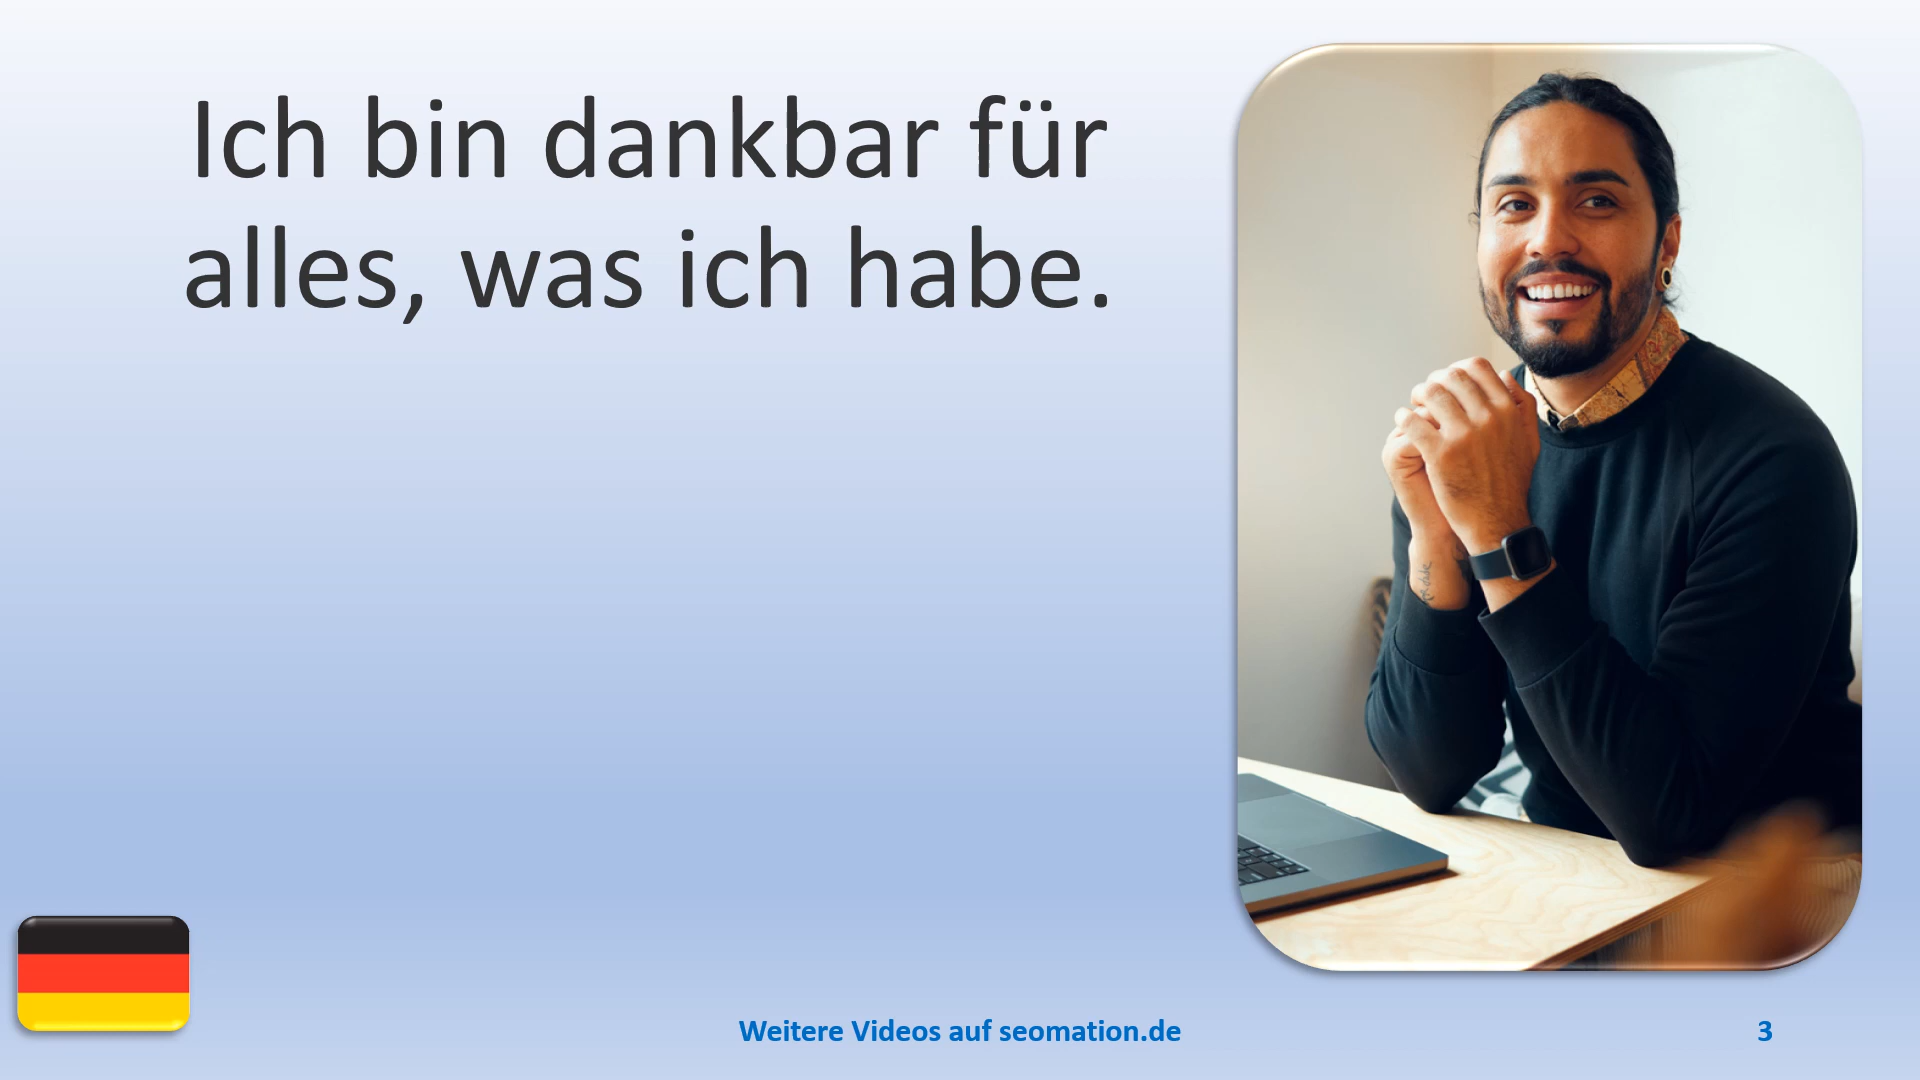 Ich bin dankbar für
alles, was ich habe.
Weitere Videos auf seomation.de
3